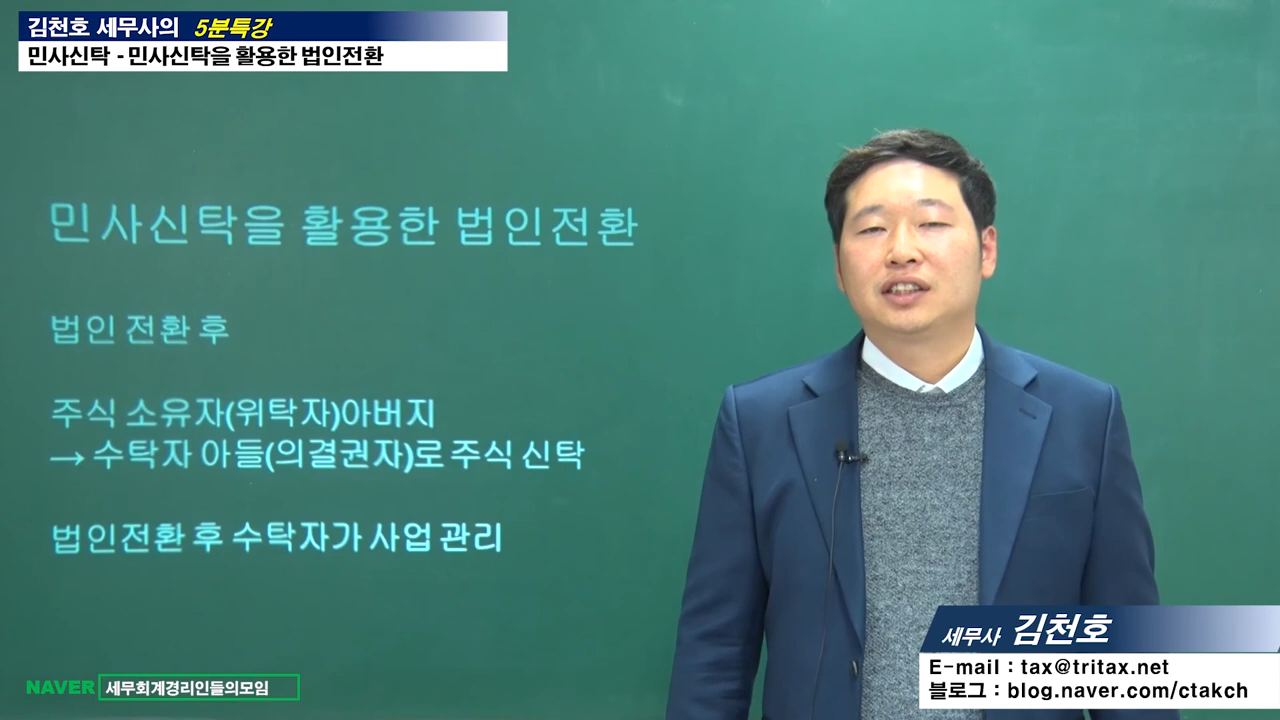 김천호 세무사의 5분특강
민사신탁 - 민사신탁을 활용한 법인전환
민사신탁을 활용한 법인전환
법인 전환 후
주식 소유자(위탁자)아버지
→ 수탁자 아들(의결권자)로 주식 신탁
법인전환 후 수탁자가 사업 관리
세무사 김천호
E-mail : tax@tritax.net
블로그 : blog.naver.com/ctakch
NAVER 세무회계경리인들의모임